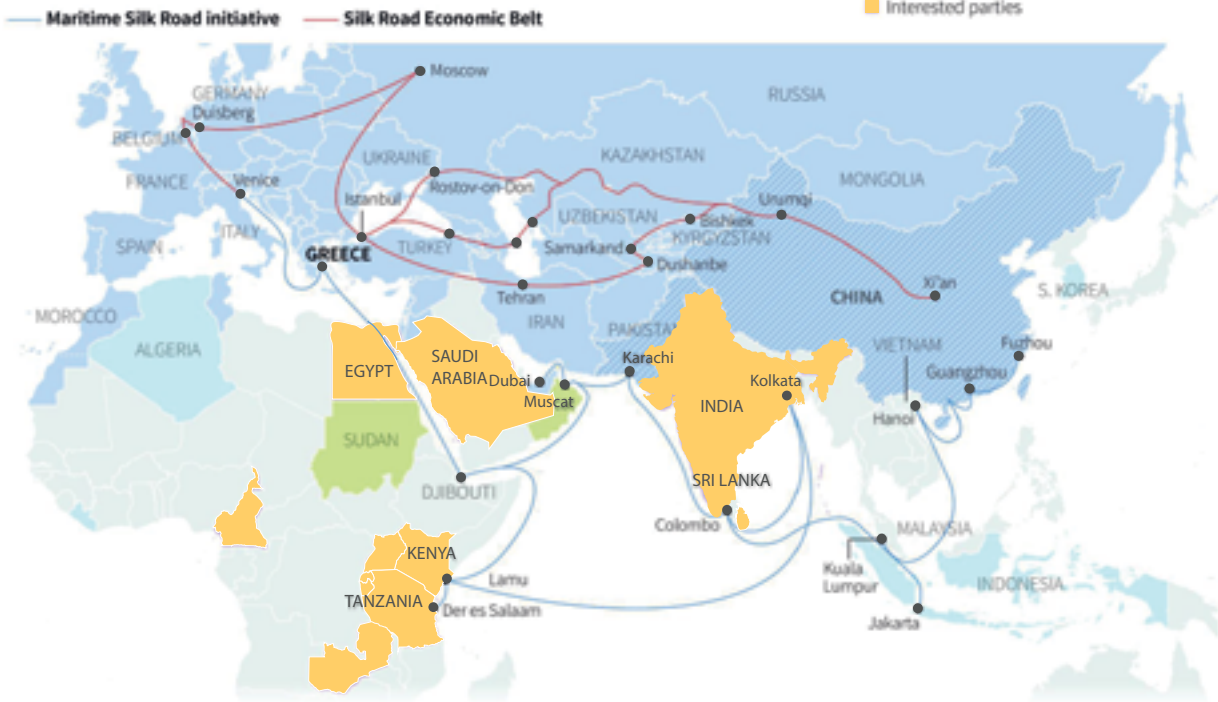 Interested parties
Maritime Silk Road initiative
Silk Road Economic Belt
Moscow
GERMANY
Duisberg
BELGIUM
RUSSIA
UKRAINE
KAZAKHSTAN
FRANCE
Venice
Rostov-on-Don
MONGOLIA
Istanbul
Urumqi
UZBEKISTAN
Bishkek
ITALY
SPAIN
TURKEY
Samarkand
KYRGYZSTAN
GREECE
Dushanbe
Tehran
CHINA
Xi'an
S. KOREA
MOROCCO
IRAN
PAKISTA
ALGERIA
VIETNAM
Fuzhou
EGYPT
SAUDI
ARABIA
Dubai
Karachi
Kolkata
Guangzhou
Muscat
INDIA
Hanoi
SUDAN
SRI LANKA
DJIBOUTI
Colombo
MALAYSIA
KENYA
Kuala
Lumpur
INDONESIA
Lamu
TANZANIA
Der es Salaam
Jakarta